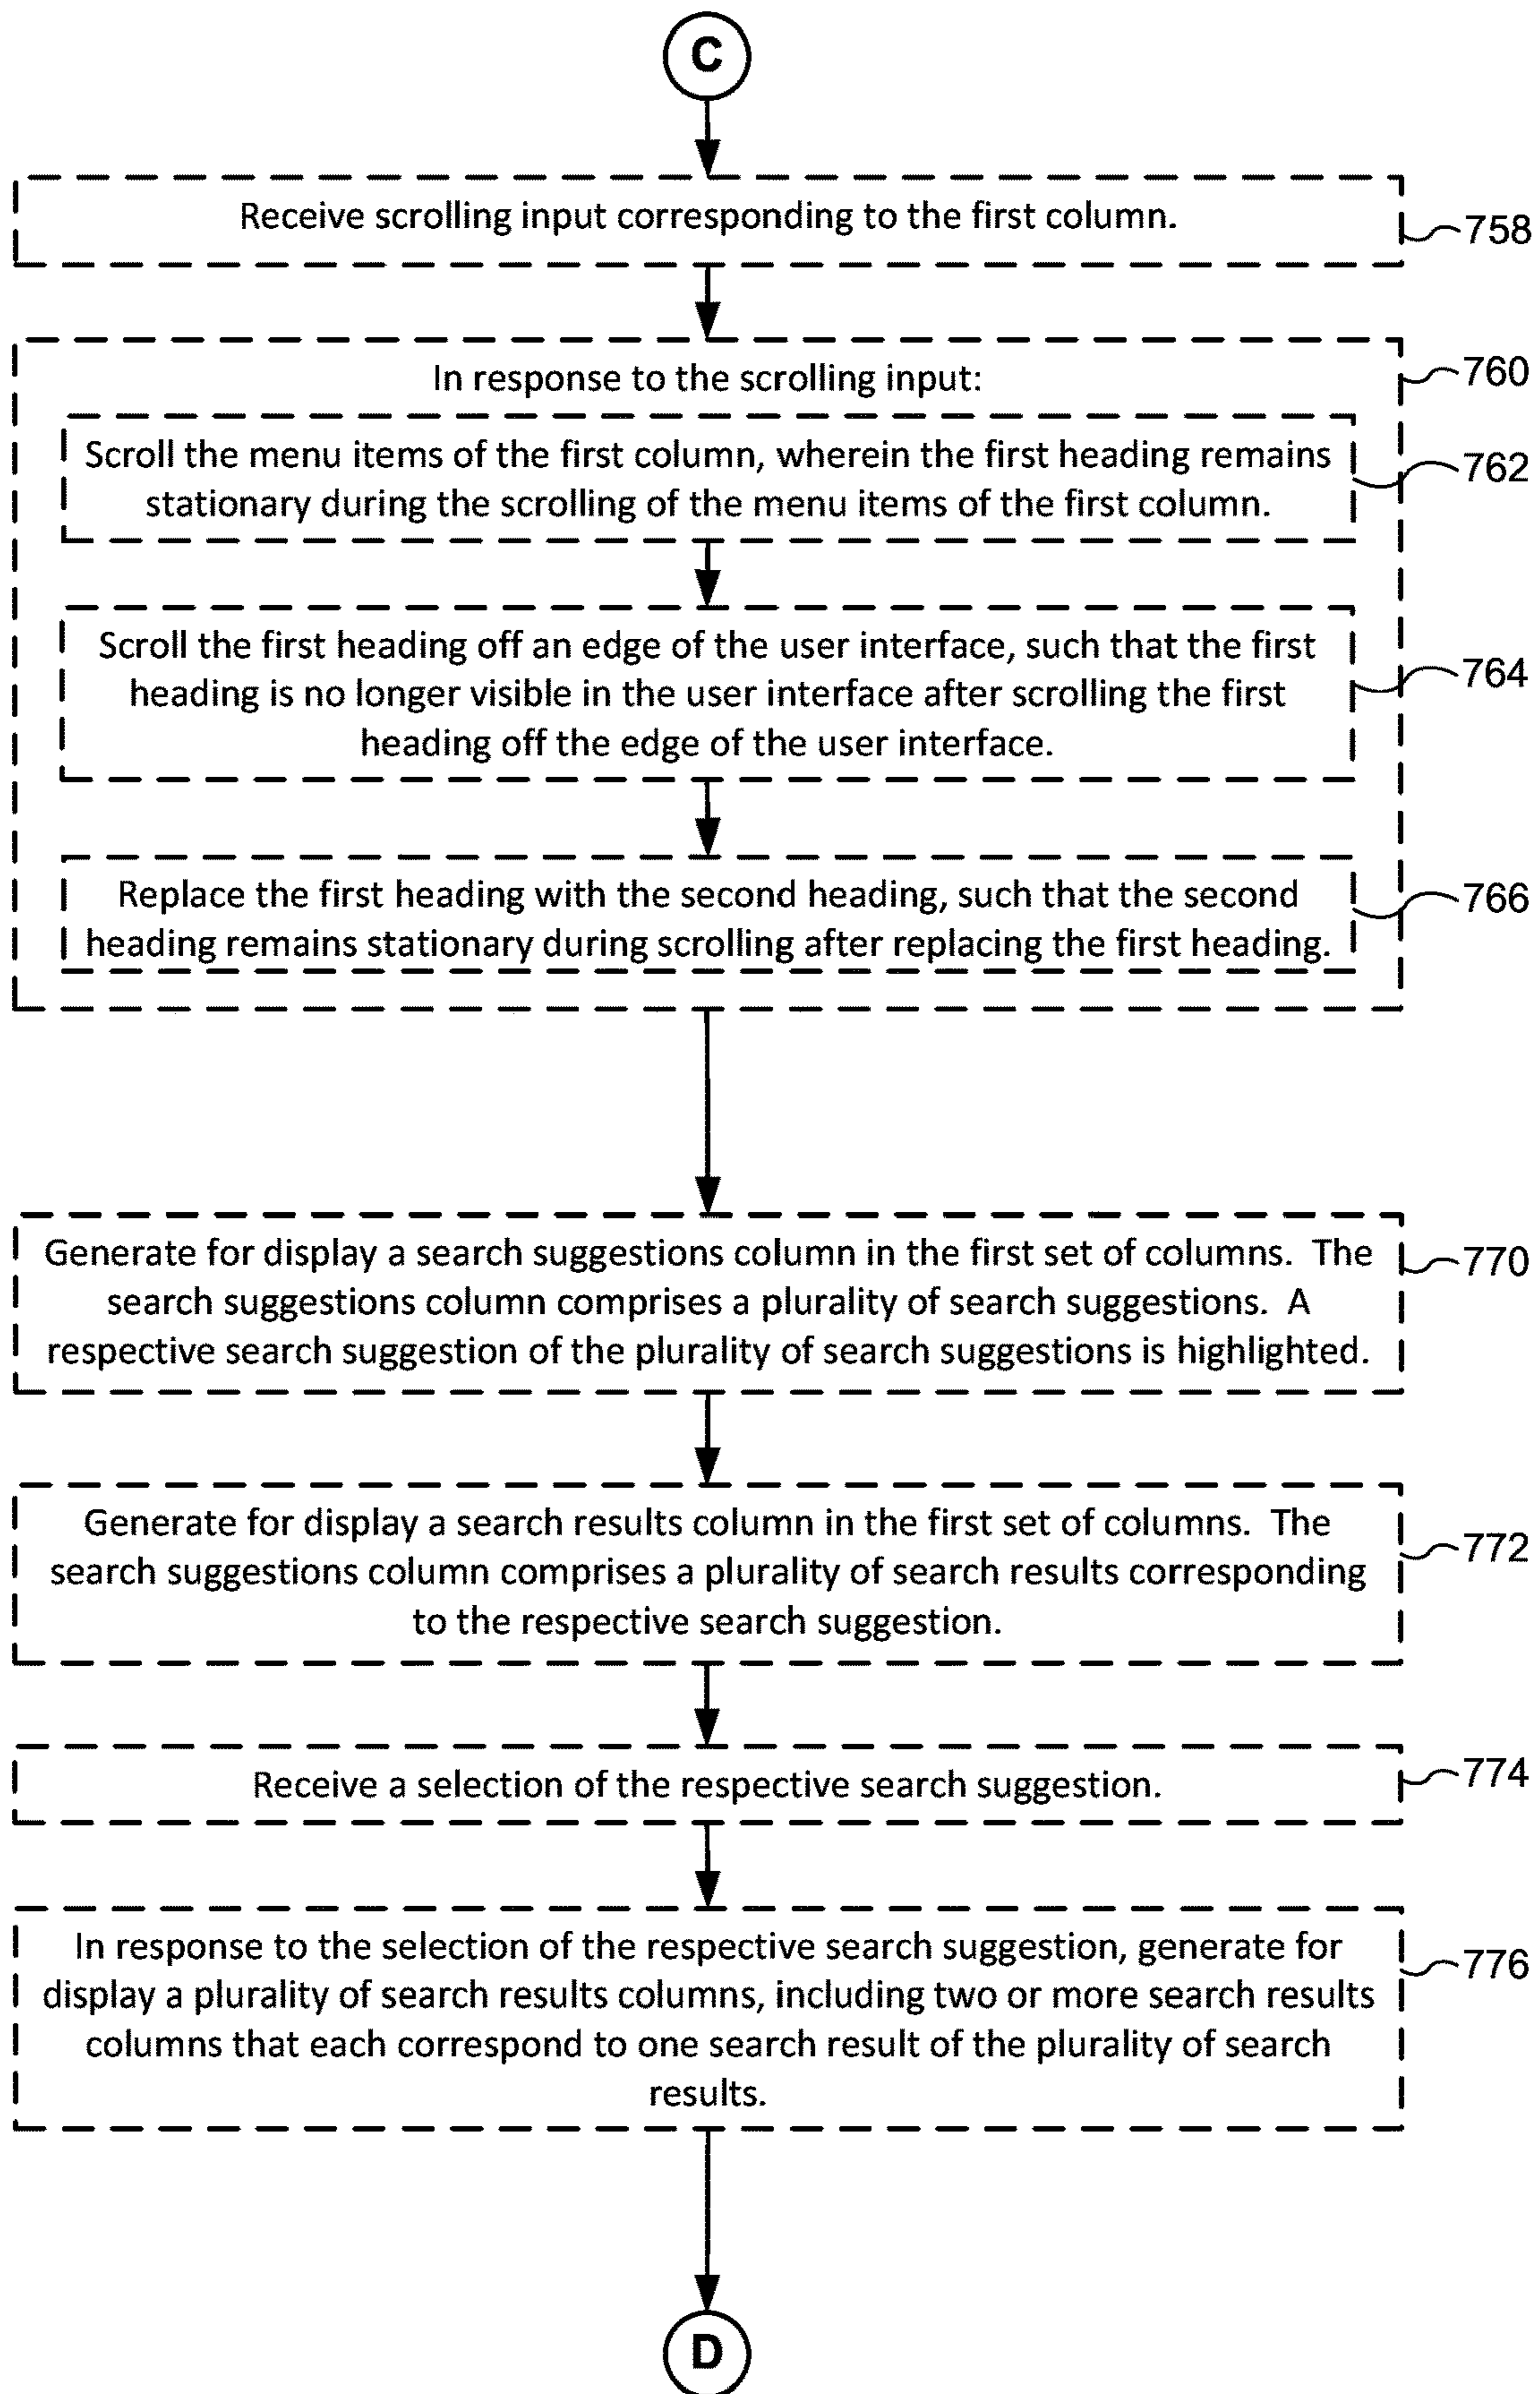 C
Receive scrolling input corresponding to the first column.
758
In response to the scrolling input:
760
Scroll the menu items of the first column, wherein the first heading remains
stationary during the scrolling of the menu items of the first column.
762
Scroll the first heading off an edge of the user interface, such that the first
heading is no longer visible in the user interface after scrolling the first
heading off the edge of the user interface.
764
Replace the first heading with the second heading, such that the second
heading remains stationary during scrolling after replacing the first heading.
766
Generate for display a search suggestions column in the first set of columns. The
search suggestions column comprises a plurality of search suggestions. A
respective search suggestion of the plurality of search suggestions is highlighted.
770
Generate for display a search results column in the first set of columns. The
search suggestions column comprises a plurality of search results corresponding
to the respective search suggestion.
772
Receive a selection of the respective search suggestion.
774
In response to the selection of the respective search suggestion, generate for
display a plurality of search results columns, including two or more search results
columns that each correspond to one search result of the plurality of search
results.
776
D